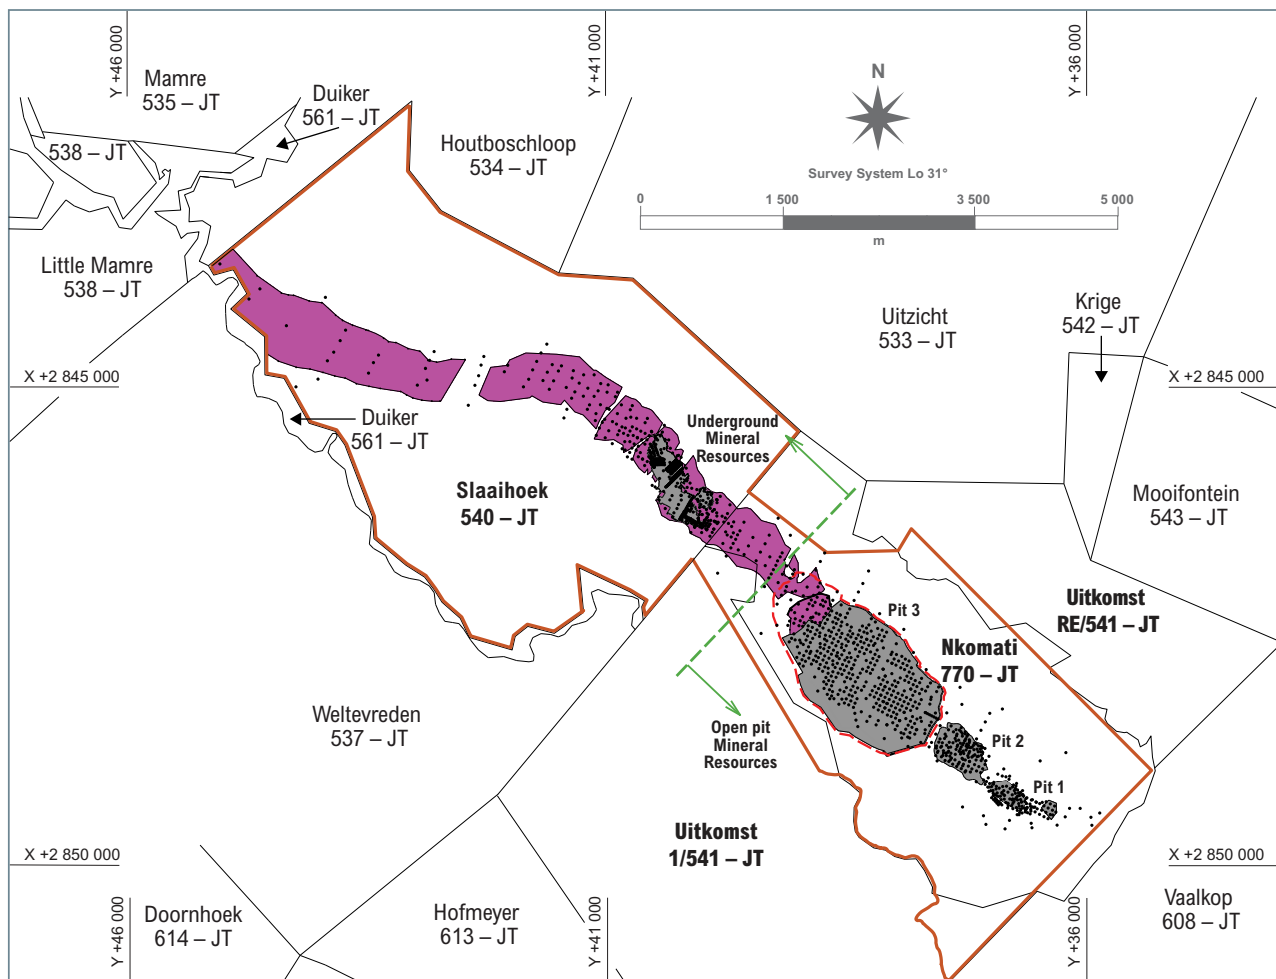 Y +46 000
Y +41 000
Y +36 000
Mamre
535 – JT
Duiker
561 – JT
538 – JT
Houtboschloop
534 – JT
N
Survey System Lo 31°
0 1 500 3 500 5 000
m
Little Mamre
538 – JT
Uitzicht
533 – JT
Krige
542 – JT
X +2 845 000
X +2 845 000
Duiker
561 – JT
Underground
Mineral
Resources
Slaaihoek
540 – JT
Mooifontein
543 – JT
Uitkomst
RE/541 – JT
Pit 3
Nkomati
770 – JT
Weltevreden
537 – JT
Open pit
Mineral
Resources
Pit 2
Pit 1
Uitkomst
1/541 – JT
X +2 850 000
X +2 850 000
Doornhoek
614 – JT
Hofmeyer
613 – JT
Vaalkop
608 – JT
Y +46 000
Y +41 000
Y +36 000